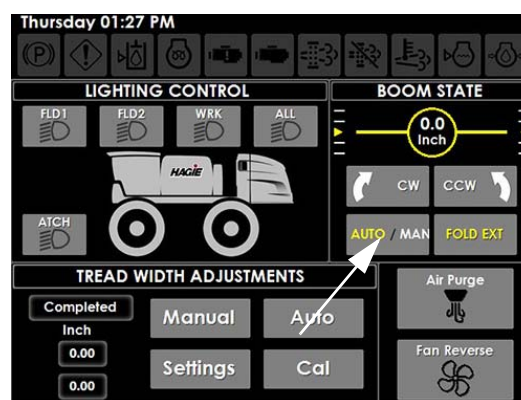 Thursday 01:27 PM
(P)
LIGHTING CONTROL
FLD1 FLD2 WRK ALL
HAGIE
ATCH
BOOM STATE
0.0
Inch
CW CCW
AUTO / MAN FOLD EXT
TREAD WIDTH ADJUSTMENTS
Completed
Inch
0.00
0.00
Manual Auto
Settings Cal
Air Purge
Fan Reverse